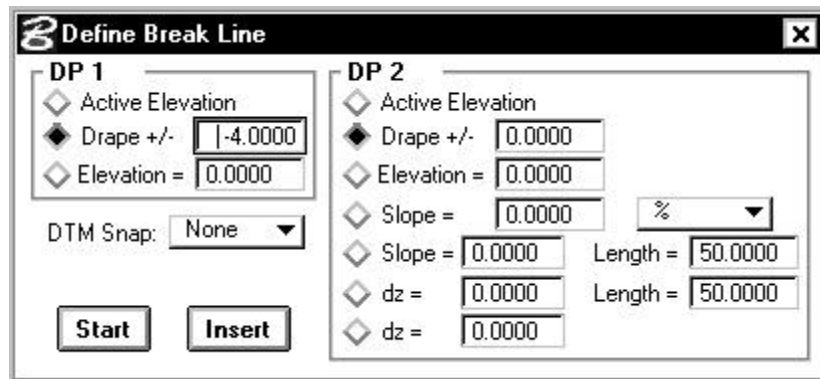 Define Break Line
DP 1
Active Elevation
Drape +/- -4.0000
Elevation = 0.0000
DTM Snap: None
Start Insert
DP 2
Active Elevation
Drape +/- 0.0000
Elevation = 0.0000
Slope = 0.0000 %
Slope = 0.0000 Length = 50.0000
dz = 0.0000 Length = 50.0000
dz = 0.0000